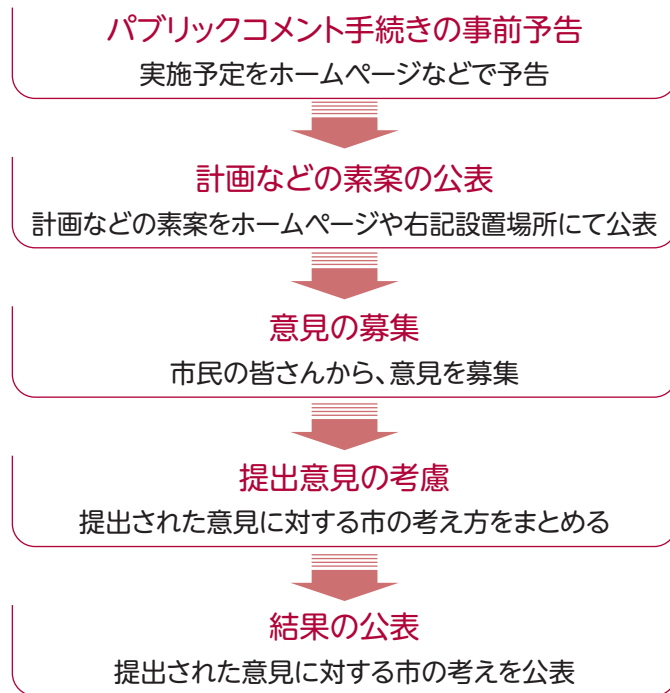 パブリックコメント手続きの事前予告
実施予定をホームページなどで予告
計画などの素案の公表
計画などの素案をホームページや右記設置場所にて公表
意見の募集
市民の皆さんから、意見を募集
提出意見の考慮
提出された意見に対する市の考え方をまとめる
結果の公表
提出された意見に対する市の考えを公表